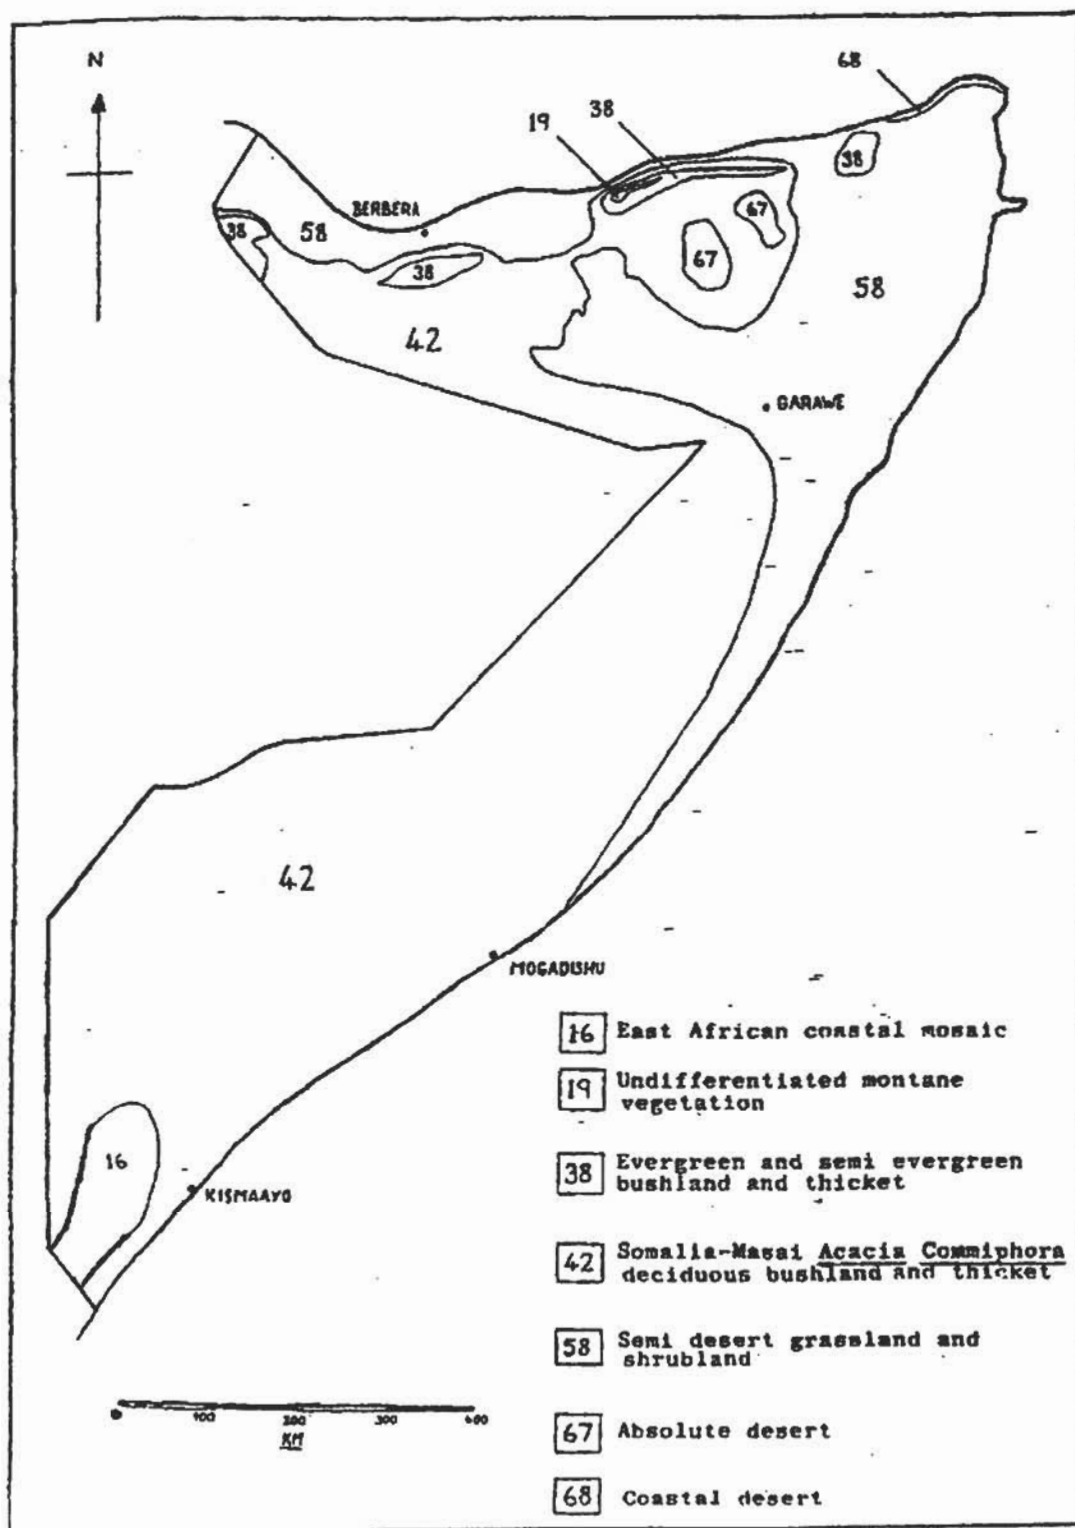 N
68
38
19
38
67
BERBERA
38
58
67
38
58
42
GARAWE
42
MOGADISHU
16 East African coastal mosaic
19 Undifferentiated montane
vegetation
38 Evergreen and semi evergreen
bushland and thicket
16
KISMAAYO
42 Somalia-Masai Acacia Commiphora
deciduous bushland and thicket
58 Semi desert grassland and
shrubland
0 100 200 300 400
KM
67 Absolute desert
68 Coastal desert